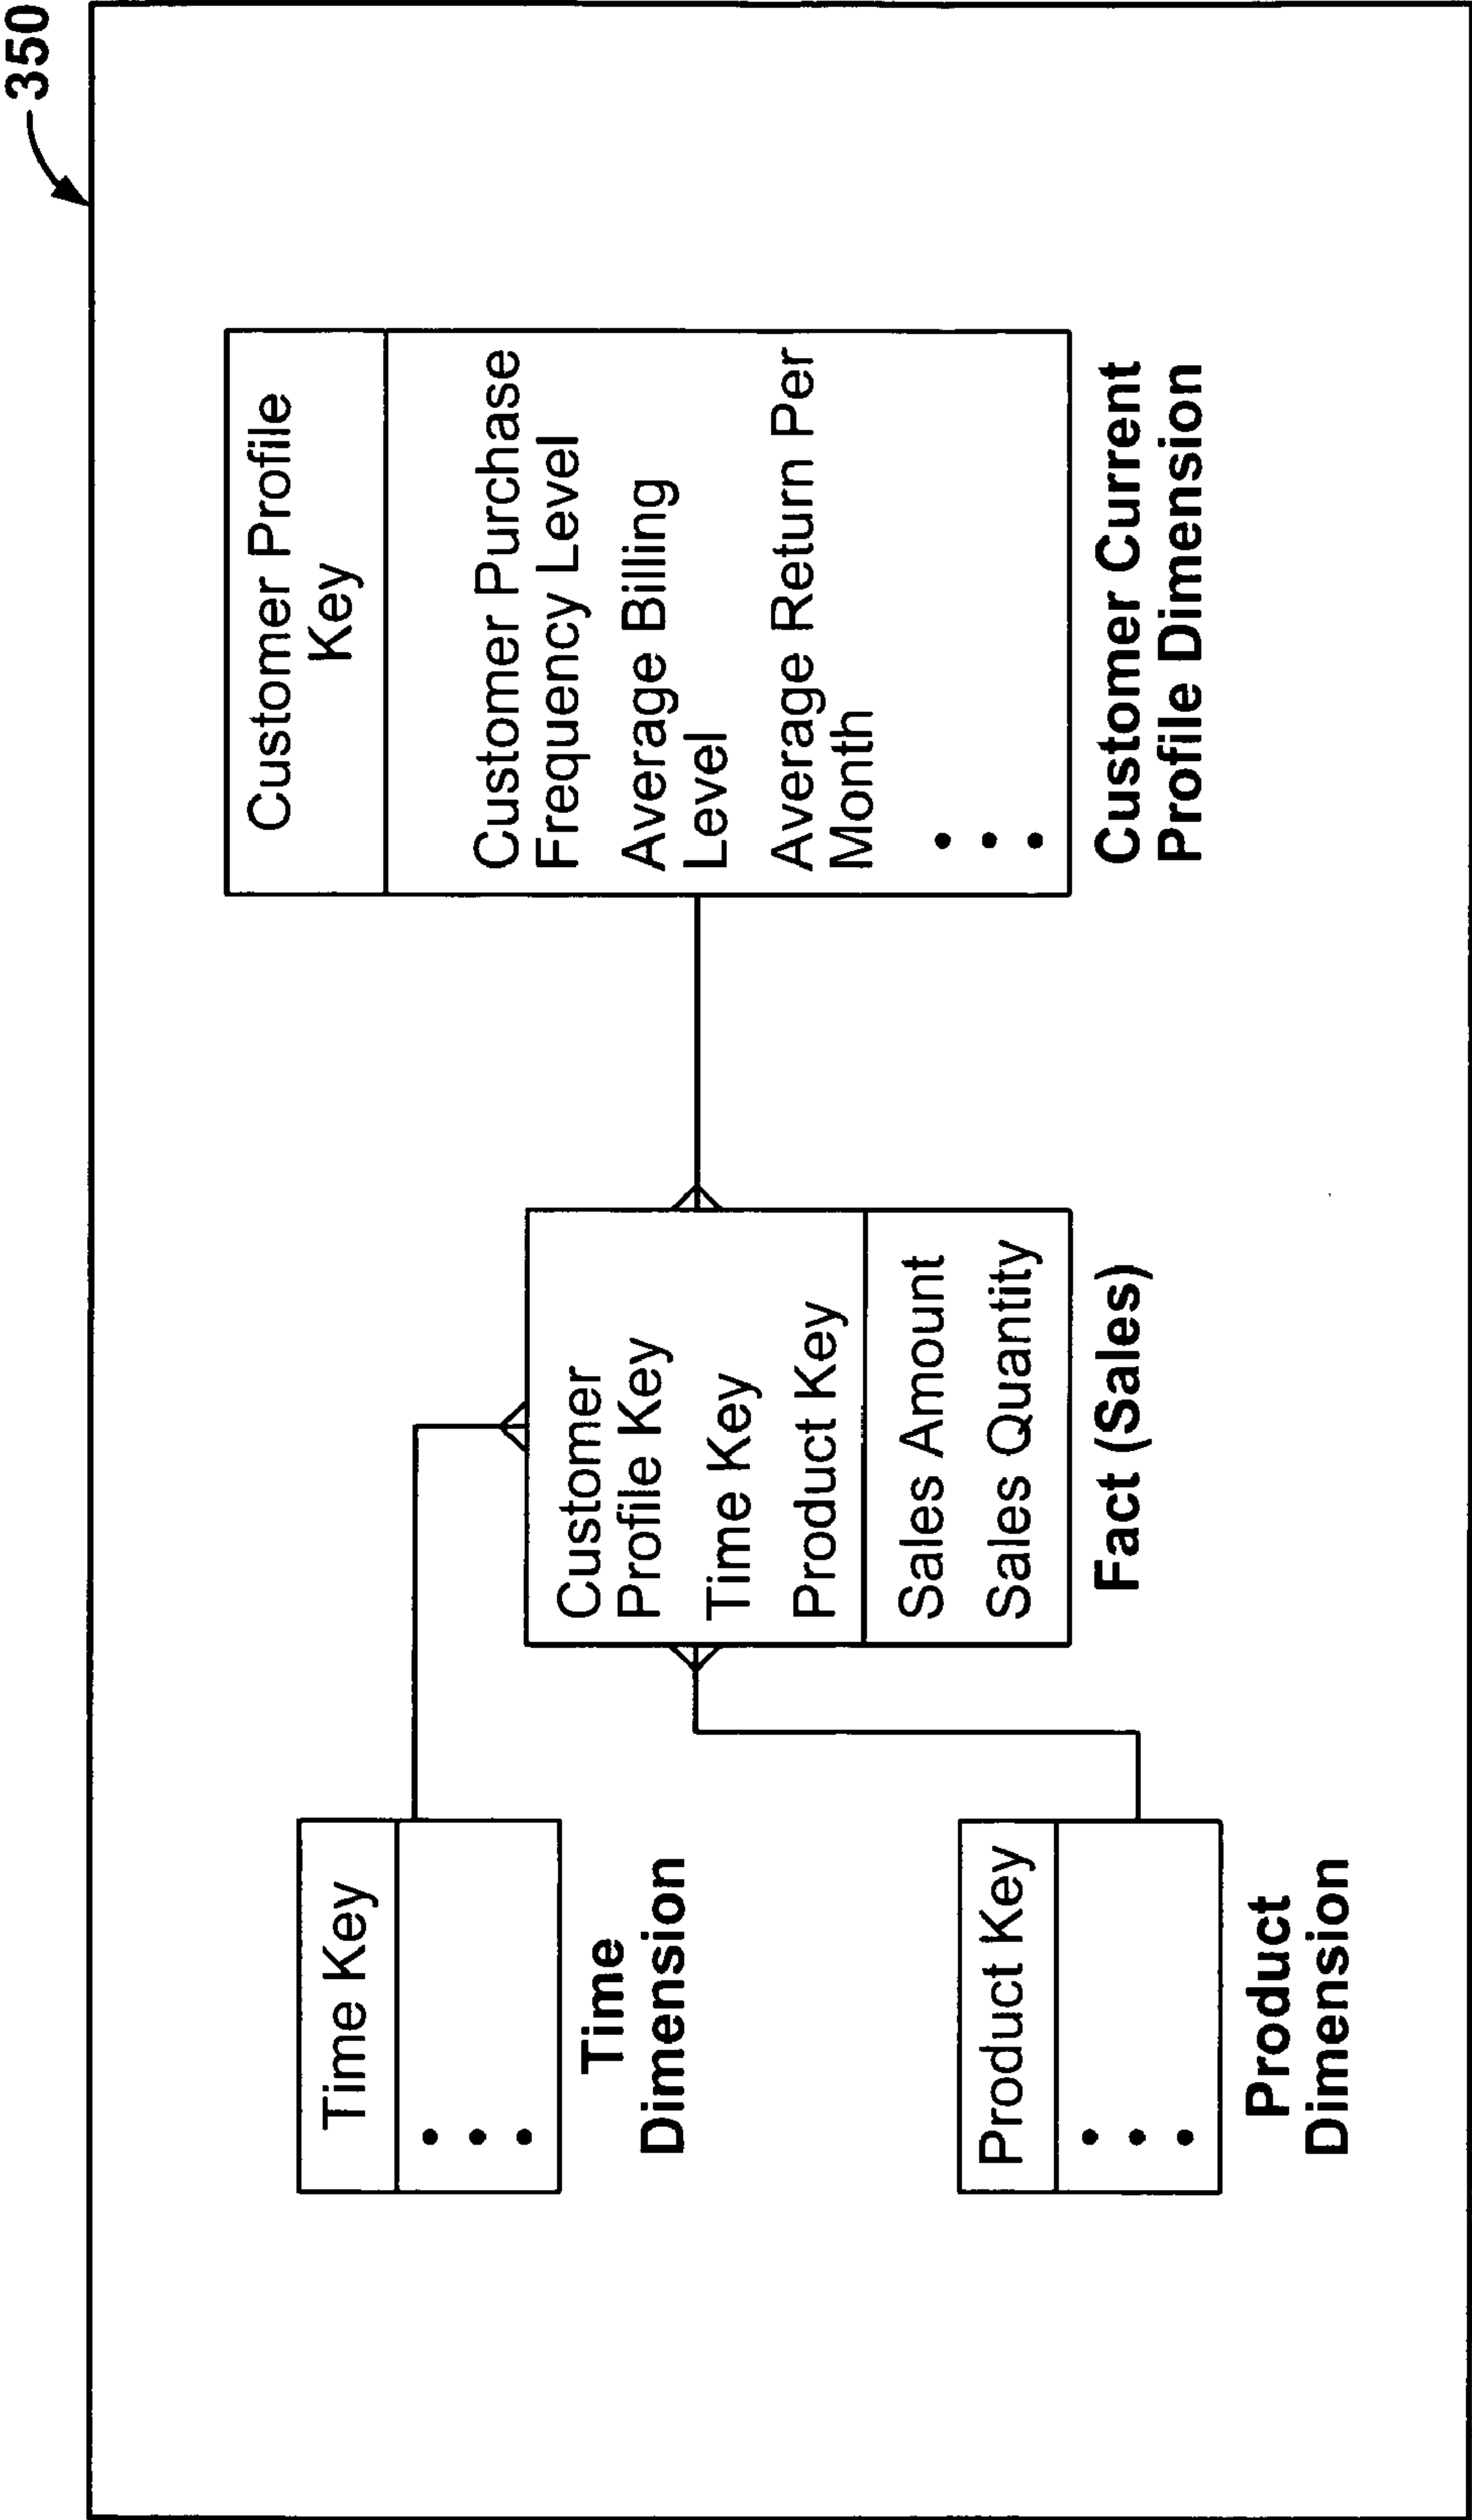 350
Time Key
Time
Dimension
Product Key
Product
Dimension
Customer
Profile Key
Time Key
Product Key
Sales Amount
Sales Quantity
Fact (Sales)
Customer Profile
Key
Customer Purchase
Frequency Level
Average Billing
Level
Average Return Per
Month
Customer Current
Profile Dimension